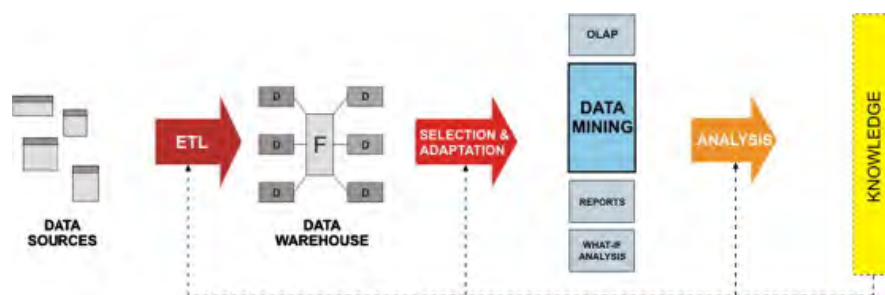 DATA
SOURCES
ETL
D
D
D
F
D
D
D
DATA
WAREHOUSE
SELECTION &
ADAPTATION
OLAP
DATA
MINING
REPORTS
WHAT-IF
ANALYSIS
ANALYSIS
KNOWLEDGE